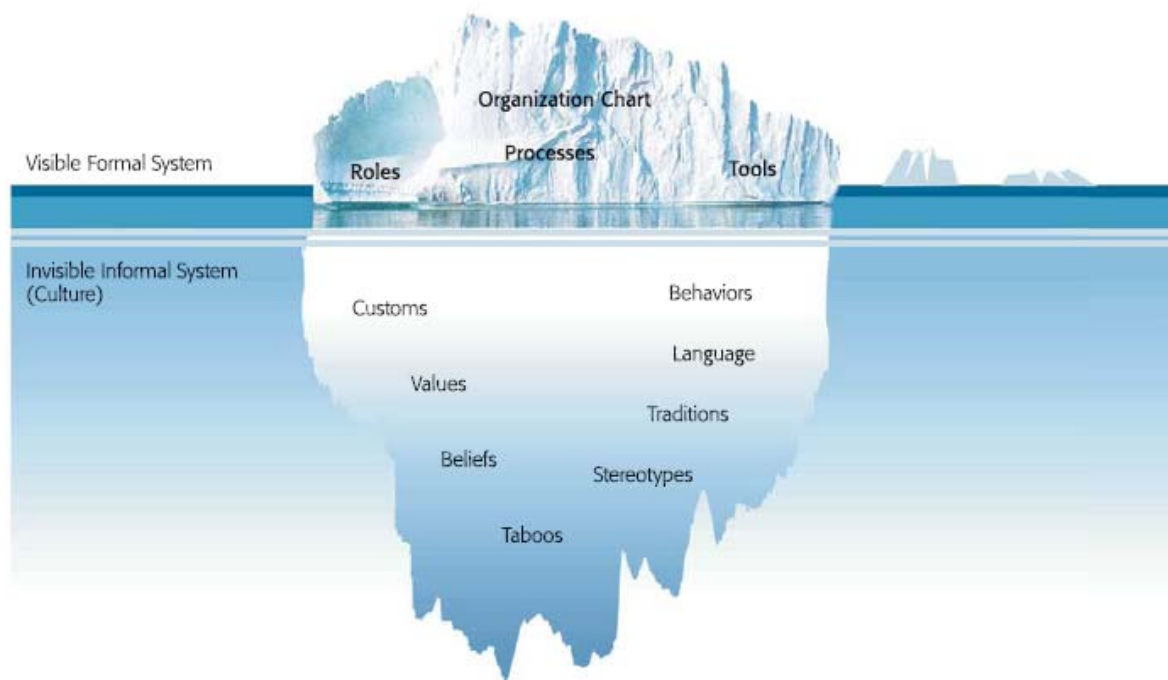 Organization Chart
Processes
Visible Formal System
Roles
Tools
Invisible Informal System
(Culture)
Behaviors
Customs
Language
Values
Traditions
Beliefs
Stereotypes
Taboos